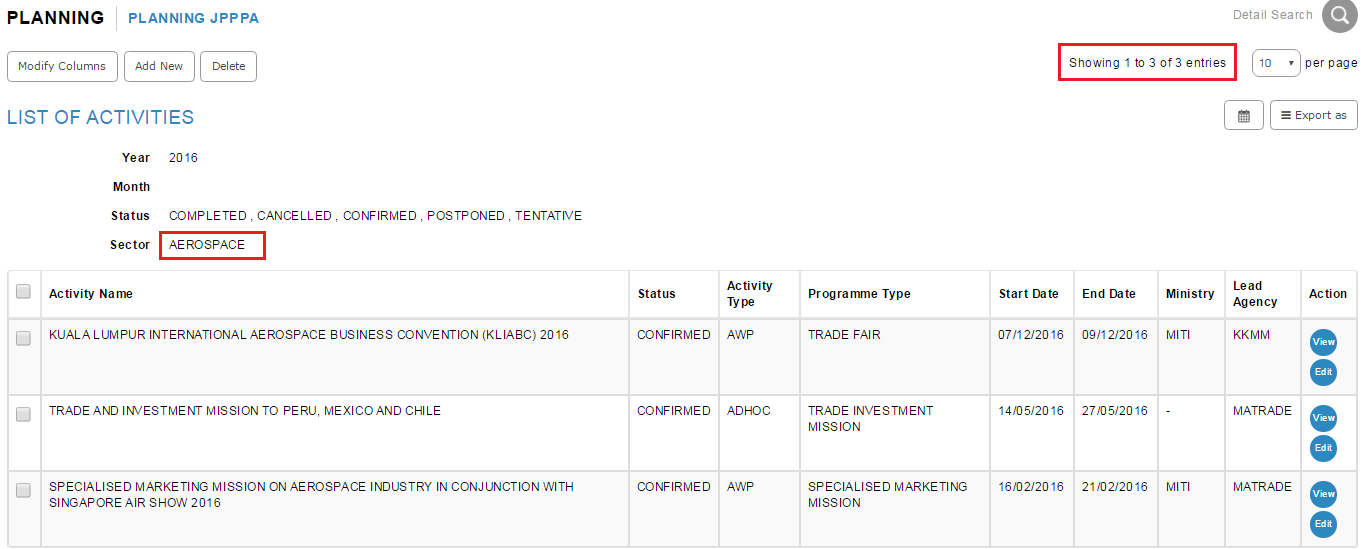 PLANNING PLANNING JPPPA Detail Search
Modify Columns Add New Delete Showing 1 to 3 of 3 entries 10 per page
LIST OF ACTIVITIES Export as
Year 2016
Month
Status COMPLETED , CANCELLED , CONFIRMED , POSTPONED , TENTATIVE
Sector AEROSPACE
Activity Name Status Activity Type Programme Type Start Date End Date Ministry Lead Agency Action
KUALA LUMPUR INTERNATIONAL AEROSPACE BUSINESS CONVENTION (KLIABC) 2016 CONFIRMED AWP TRADE FAIR 07/12/2016 09/12/2016 MITI KKMM View
Edit
TRADE AND INVESTMENT MISSION TO PERU, MEXICO AND CHILE CONFIRMED ADHOC TRADE INVESTMENT 14/05/2016 27/05/2016 - MATRADE View
MISSION
Edit
SPECIALISED MARKETING MISSION ON AEROSPACE INDUSTRY IN CONJUNCTION WITH CONFIRMED AWP SPECIALISED MARKETING 16/02/2016 21/02/2016 MITI MATRADE View
SINGAPORE AIR SHOW 2016 MISSION
Edit